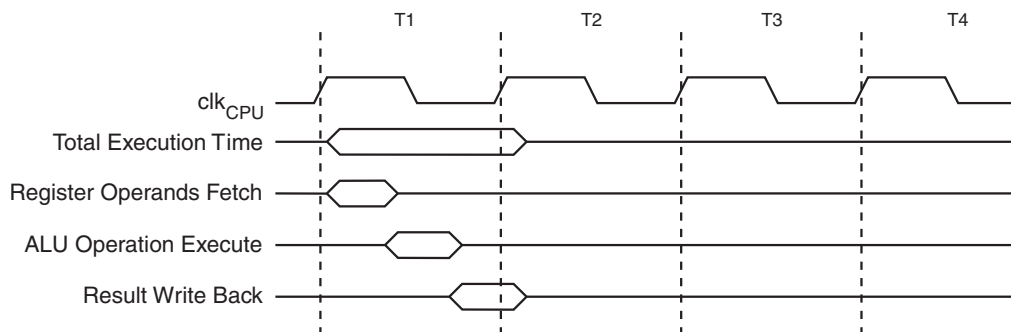 T1 T2 T3 T4
clkCPU
Total Execution Time
Register Operands Fetch
ALU Operation Execute
Result Write Back